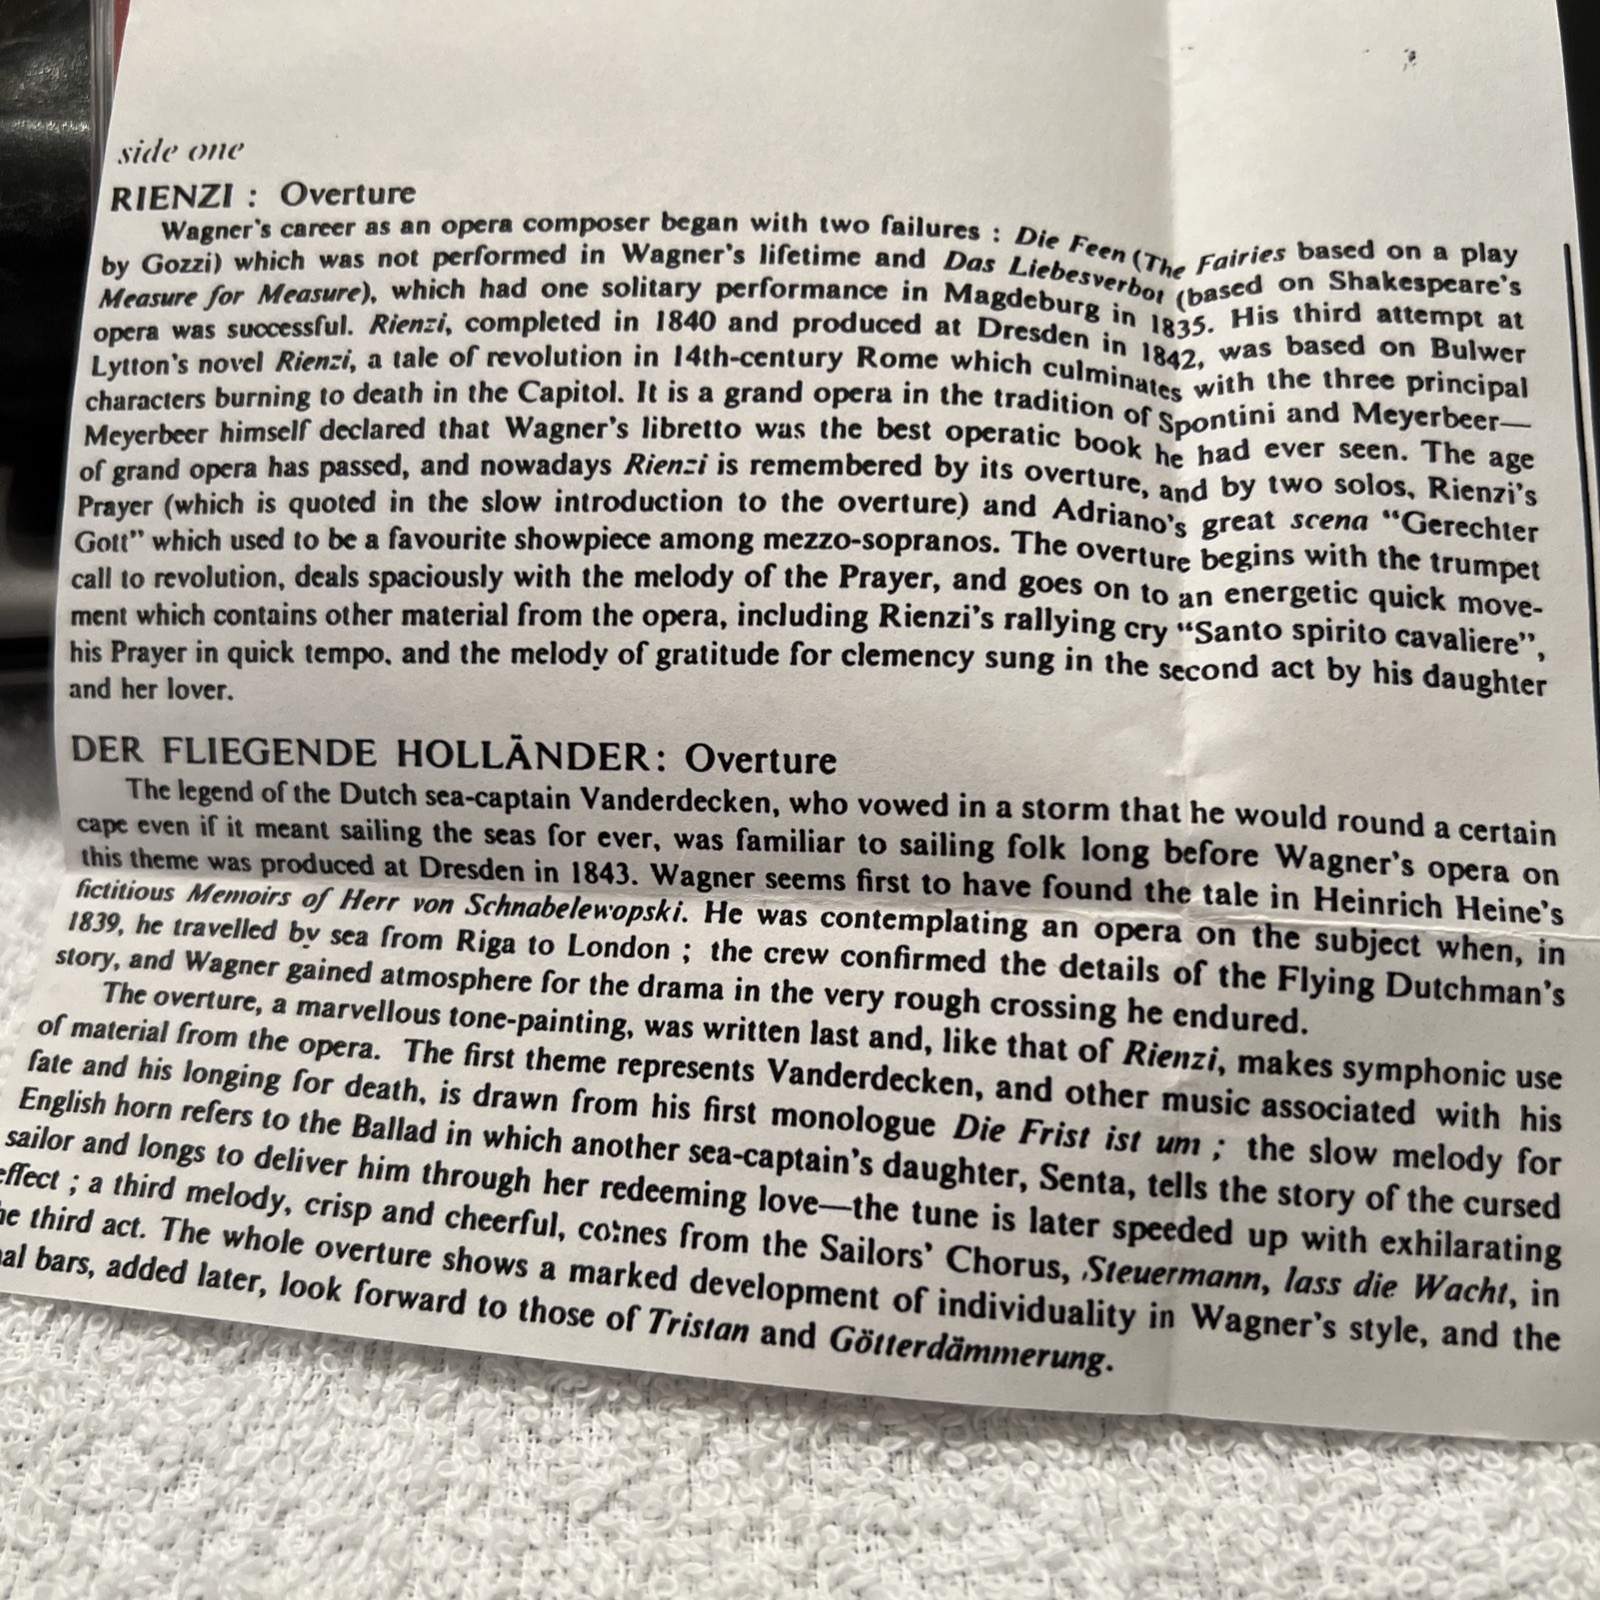 side one
RIENZI : Overture
Wagner's career as an opera composer began with two failures : Die Feen (The Fairies based on a play
by Gozzi) which was not performed in Wagner's lifetime and Das Liebesverbot (based on Shakespeare's
Measure for Measure), which had one solitary performance in Magdeburg in 1835. His third attempt at
opera was successful. Rienzi, completed in 1840 and produced at Dresden in 1842, was based on Bulwer
Lytton's novel Rienzi, a tale of revolution in 14th-century Rome which culminates with the three principal
characters burning to death in the Capitol. It is a grand opera in the tradition of Spontini and Meyerbeer—
Meyerbeer himself declared that Wagner's libretto was the best operatic book he had ever seen. The age
of grand opera has passed, and nowadays Rienzi is remembered by its overture, and by two solos, Rienzi's
Prayer (which is quoted in the slow introduction to the overture) and Adriano's great scena "Gerechter
Gott" which used to be a favourite showpiece among mezzo-sopranos. The overture begins with the trumpet
call to revolution, deals spaciously with the melody of the Prayer, and goes on to an energetic quick move-
ment which contains other material from the opera, including Rienzi's rallying cry "Santo spirito cavaliere",
his Prayer in quick tempo, and the melody of gratitude for clemency sung in the second act by his daughter
and her lover.
DER FLIEGENDE HOLLÄNDER: Overture
The legend of the Dutch sea-captain Vanderdecken, who vowed in a storm that he would round a certain
cape even if it meant sailing the seas for ever, was familiar to sailing folk long before Wagner's opera on
this theme was produced at Dresden in 1843. Wagner seems first to have found the tale in Heinrich Heine's
fictitious Memoirs of Herr von Schnabelewopski. He was contemplating an opera on the subject when, in
1839, he travelled by sea from Riga to London ; the crew confirmed the details of the Flying Dutchman's
story, and Wagner gained atmosphere for the drama in the very rough crossing he endured.
The overture, a marvellous tone-painting, was written last and, like that of Rienzi, makes symphonic use
of material from the opera. The first theme represents Vanderdecken, and other music associated with his
fate and his longing for death, is drawn from his first monologue Die Frist ist um ; the slow melody for
English horn refers to the Ballad in which another sea-captain's daughter, Senta, tells the story of the cursed
sailor and longs to deliver him through her redeeming love—the tune is later speeded up with exhilarating
effect ; a third melody, crisp and cheerful, comes from the Sailors' Chorus, Steuermann, lass die Wacht, in
third act. The whole overture shows a marked development of individuality in Wagner's style, and the
bars, added later, look forward to those of Tristan and Götterdämmerung.